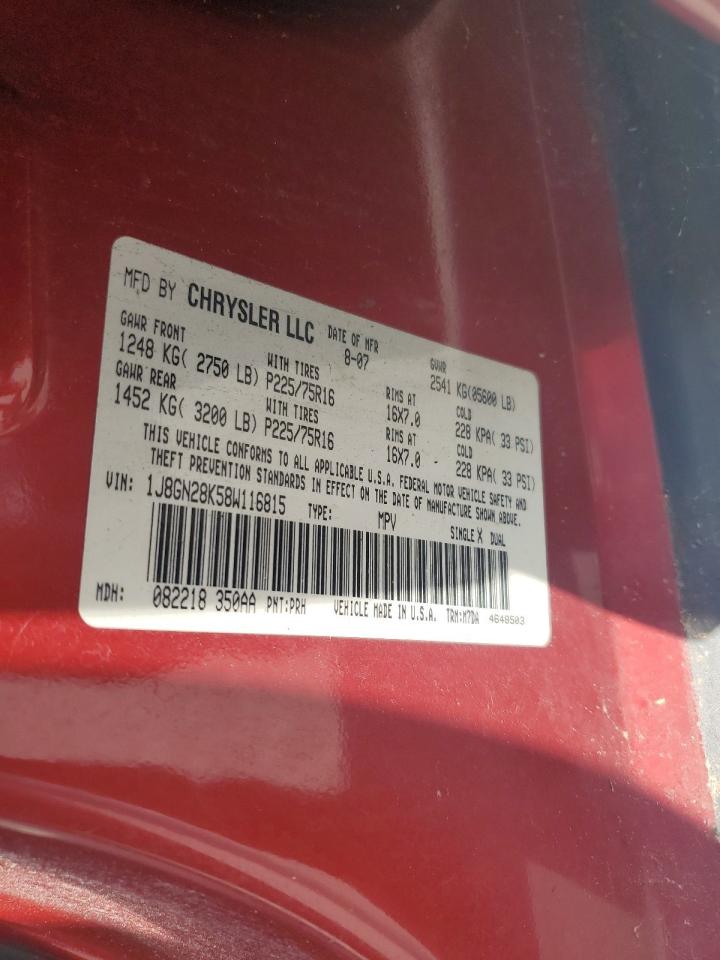 MFD BY CHRYSLER LLC DATE OF MFR 8-07 GVWR
GAWR FRONT WITH TIRES RIMS AT COLD 2541 KG(05600 LB)
1248 KG( 2750 LB) P225/75R16 16X7.0 228 KPA( 33 PSI)
GAWR REAR WITH TIRES RIMS AT COLD
1452 KG( 3200 LB) P225/75R16 16X7.0 228 KPA( 33 PSI)
THIS VEHICLE CONFORMS TO ALL APPLICABLE U.S.A. FEDERAL MOTOR VEHICLE SAFETY AND
THEFT PREVENTION STANDARDS IN EFFECT ON THE DATE OF MANUFACTURE SHOWN ABOVE.
VIN: 1J8GN28K58W116815 TYPE: MPV SINGLE X DUAL
MDH: 082218 350AA PNT:PRH VEHICLE MADE IN U.S.A. TRM:M7DA 4648503